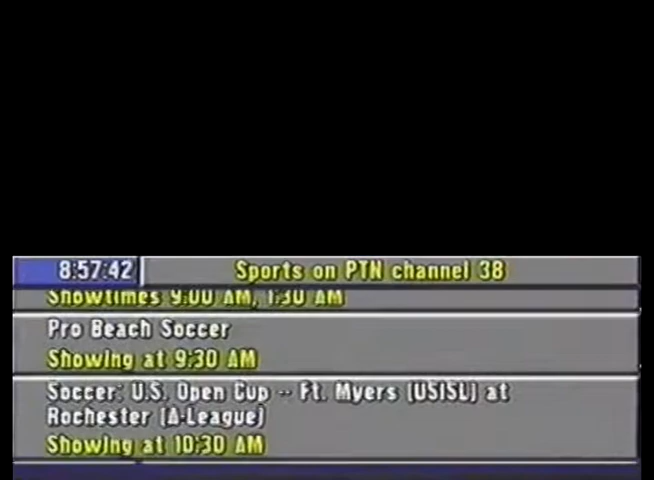 8:57:42
Sports on PTN channel 38
Showtimes 9:00 AM, 1:30 AM
Pro Beach Soccer
Showing at 9:30 AM
Soccer: U.S. Open Cup -- Ft. Myers (USISL) at
Rochester (A-League)
Showing at 10:30 AM